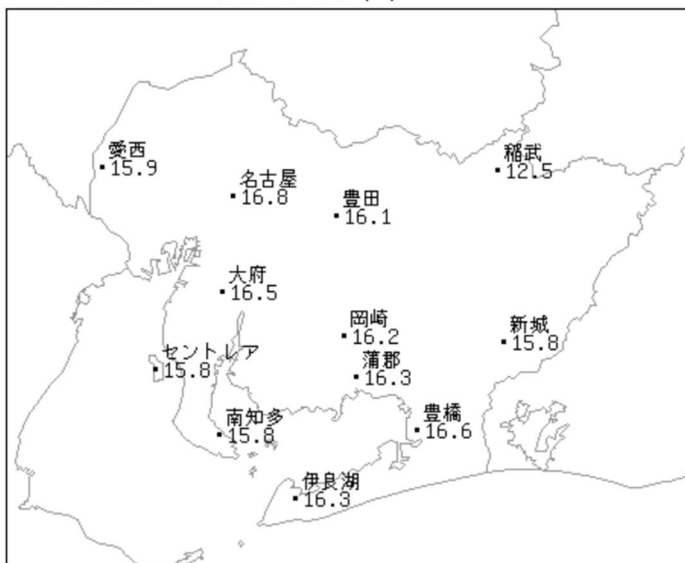 愛西
15.9
名古屋
16.8
豊田
16.1
稲武
12.5
大府
16.5
岡崎
16.2
新城
15.8
セントレア
15.8
蒲郡
16.3
南知多
15.8
豊橋
16.6
伊良湖
16.3